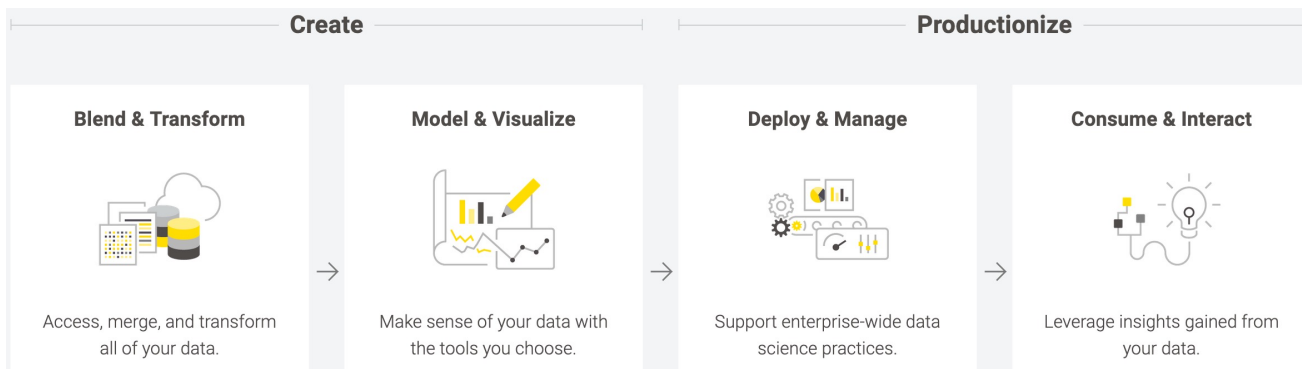 Create
Productionize
Blend & Transform
Access, merge, and transform
all of your data.
Model & Visualize
Make sense of your data with
the tools you choose.
Deploy & Manage
Support enterprise-wide data
science practices.
Consume & Interact
Leverage insights gained from
your data.